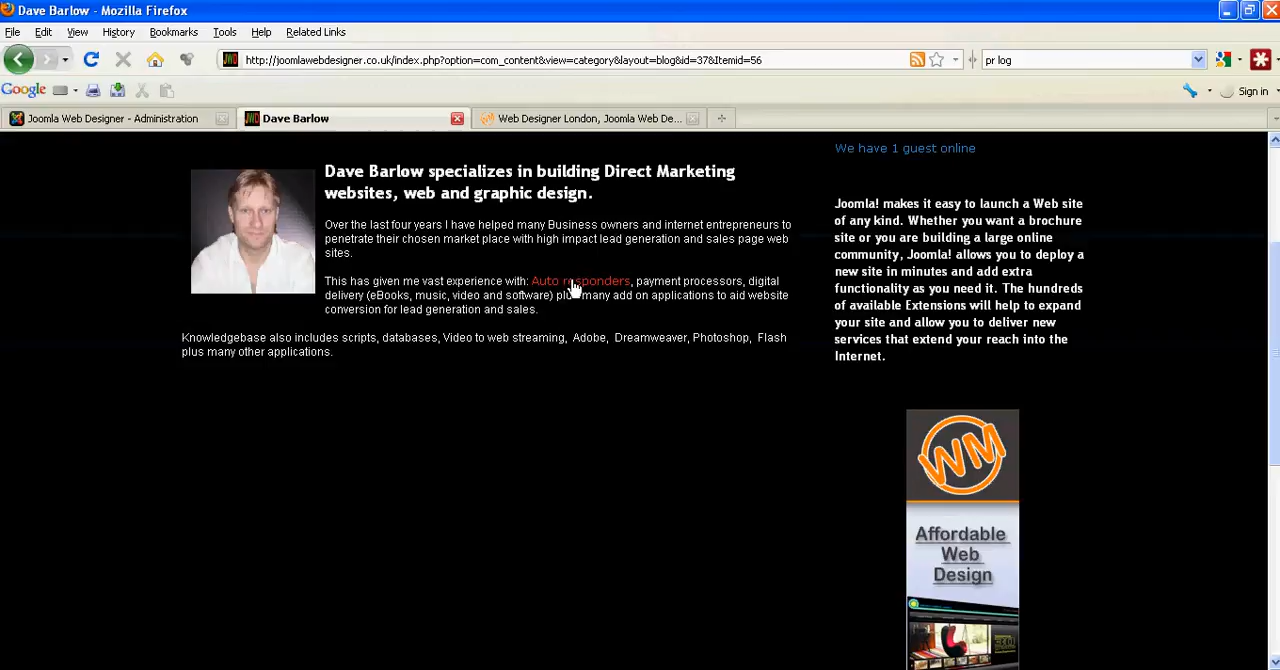 Dave Barlow - Mozilla Firefox
File Edit View History Bookmarks Tools Help Related Links
http://joomlawebdesigner.co.uk/index.php?option=com_content&view=category&layout=blog&id=37&Itemid=56
pr log
Google
Sign in
Joomla Web Designer - Administration
Dave Barlow
Web Designer London, Joomla Web De...
We have 1 guest online
Dave Barlow specializes in building Direct Marketing
websites, web and graphic design.
Over the last four years I have helped many Business owners and internet entrepreneurs to
penetrate their chosen market place with high impact lead generation and sales page web
sites.
This has given me vast experience with: Auto responders, payment processors, digital
delivery (eBooks, music, video and software) plus many add on applications to aid website
conversion for lead generation and sales.
Knowledgebase also includes scripts, databases, Video to web streaming, Adobe, Dreamweaver, Photoshop, Flash
plus many other applications.
Joomla! makes it easy to launch a Web site
of any kind. Whether you want a brochure
site or you are building a large online
community, Joomla! allows you to deploy a
new site in minutes and add extra
functionality as you need it. The hundreds
of available Extensions will help to expand
your site and allow you to deliver new
services that extend your reach into the
Internet.
WM
Affordable
Web
Design